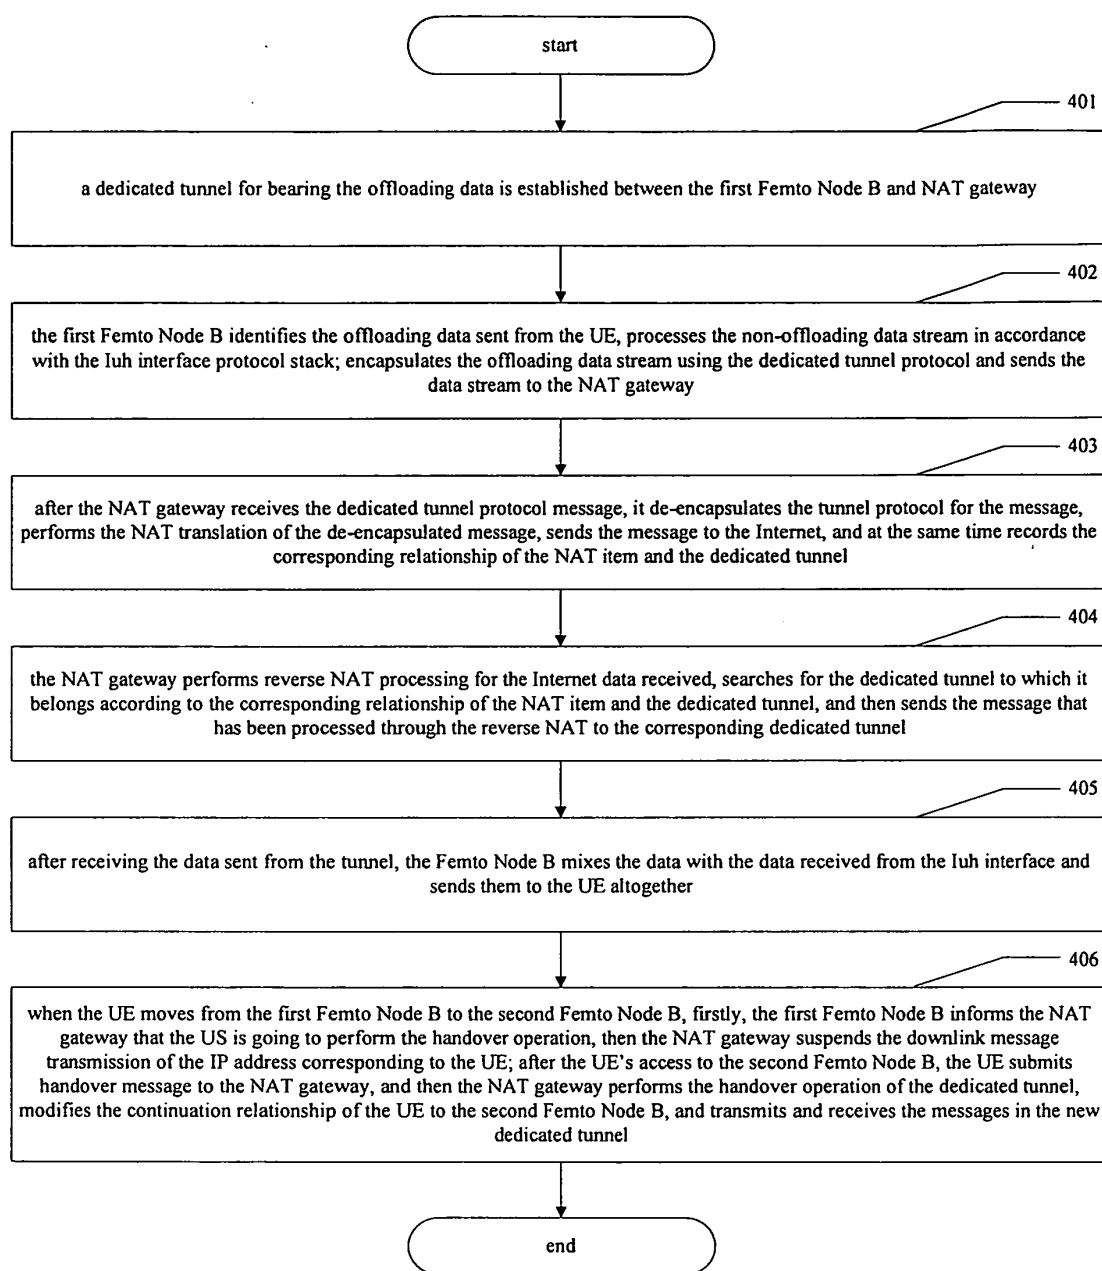 start
401
a dedicated tunnel for bearing the offloading data is established between the first Femto Node B and NAT gateway
402
the first Femto Node B identifies the offloading data sent from the UE, processes the non-offloading data stream in accordance
with the Iuh interface protocol stack; encapsulates the offloading data stream using the dedicated tunnel protocol and sends the
data stream to the NAT gateway
403
after the NAT gateway receives the dedicated tunnel protocol message, it de-encapsulates the tunnel protocol for the message,
performs the NAT translation of the de-encapsulated message, sends the message to the Internet, and at the same time records the
corresponding relationship of the NAT item and the dedicated tunnel
404
the NAT gateway performs reverse NAT processing for the Internet data received, searches for the dedicated tunnel to which it
belongs according to the corresponding relationship of the NAT item and the dedicated tunnel, and then sends the message that
has been processed through the reverse NAT to the corresponding dedicated tunnel
405
after receiving the data sent from the tunnel, the Femto Node B mixes the data with the data received from the Iuh interface and
sends them to the UE altogether
406
when the UE moves from the first Femto Node B to the second Femto Node B, firstly, the first Femto Node B informs the NAT
gateway that the US is going to perform the handover operation, then the NAT gateway suspends the downlink message
transmission of the IP address corresponding to the UE; after the UE's access to the second Femto Node B, the UE submits
handover message to the NAT gateway, and then the NAT gateway performs the handover operation of the dedicated tunnel,
modifies the continuation relationship of the UE to the second Femto Node B, and transmits and receives the messages in the new
dedicated tunnel
end